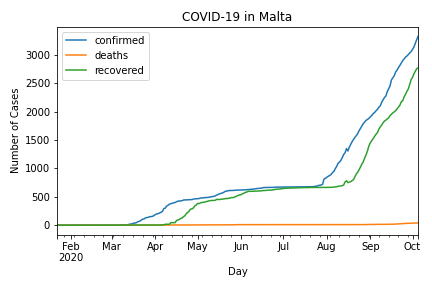 COVID-19 in Malta
confirmed
deaths
recovered
Number of Cases
3000
2500
2000
1500
1000
500
0
Feb Mar Apr May Jun Jul Aug Sep Oct
2020
Day